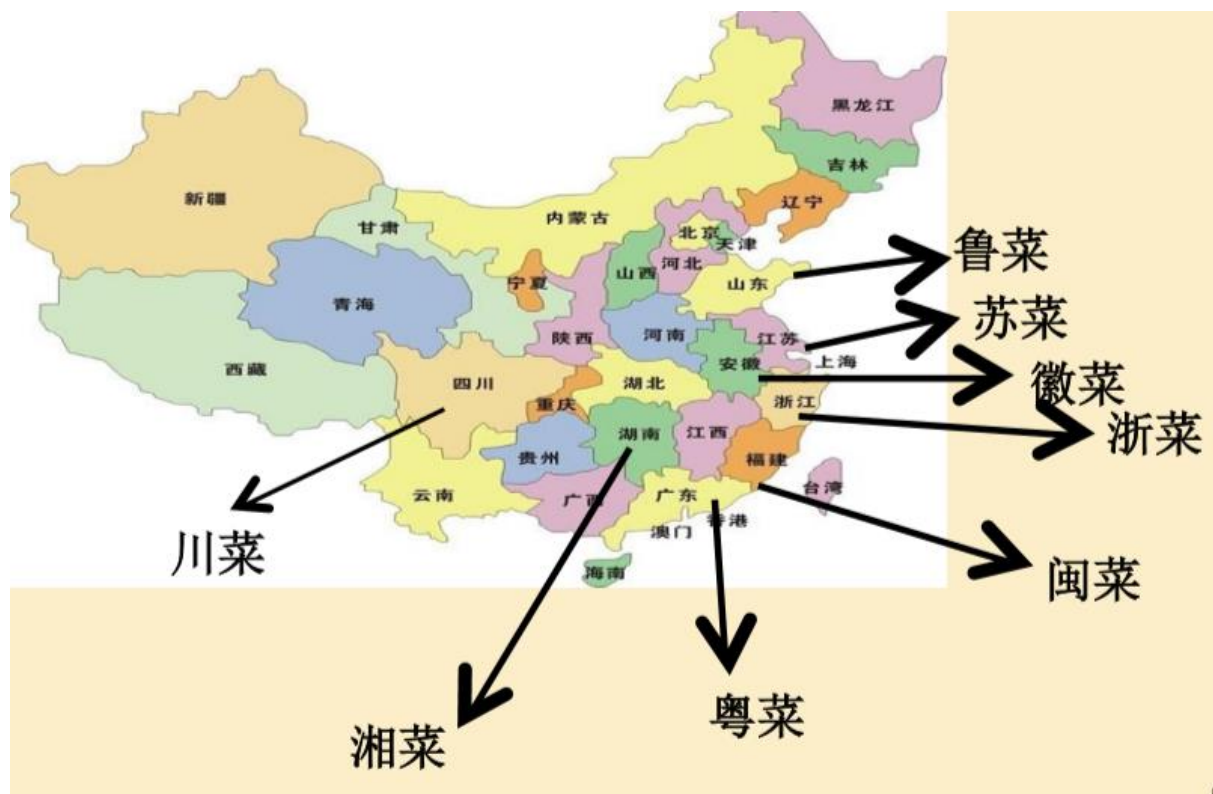 黑龙江
吉林
辽宁
新疆
内蒙古
甘肃
北京
天津
河北
山西
宁夏
山东
青海
陕西
河南
江苏
安徽
上海
西藏
四川
重庆
湖北
浙江
湖南
江西
贵州
福建
云南
广西
广东
台湾
香港
澳门
海南
鲁菜
苏菜
徽菜
浙菜
川菜
闽菜
粤菜
湘菜